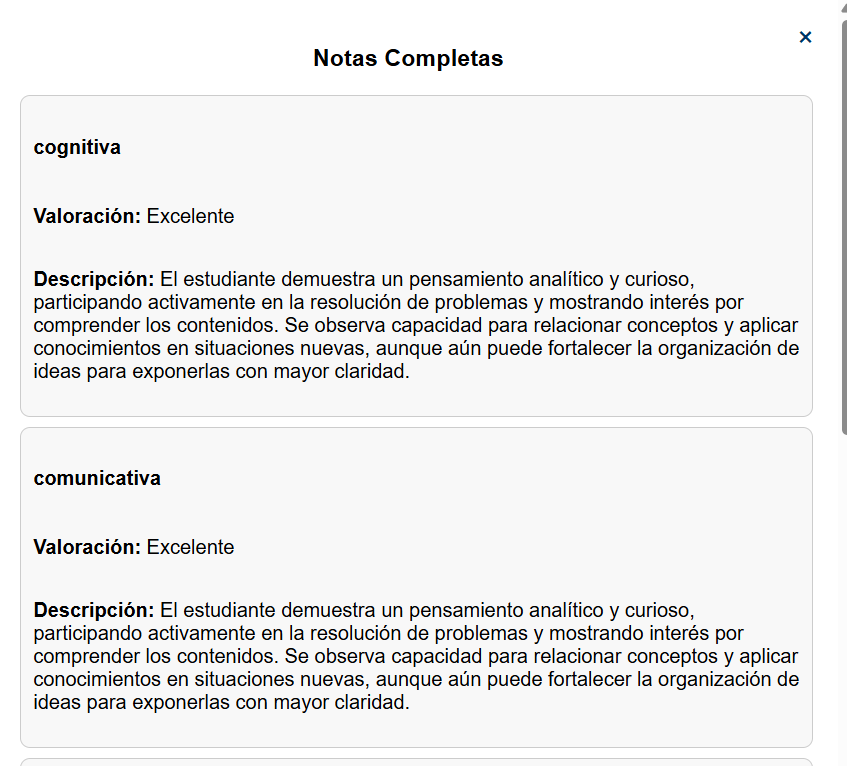 ×
Notas Completas
cognitiva
Valoración: Excelente
Descripción: El estudiante demuestra un pensamiento analítico y curioso,
participando activamente en la resolución de problemas y mostrando interés por
comprender los contenidos. Se observa capacidad para relacionar conceptos y aplicar
conocimientos en situaciones nuevas, aunque aún puede fortalecer la organización de
ideas para exponerlas con mayor claridad.
comunicativa
Valoración: Excelente
Descripción: El estudiante demuestra un pensamiento analítico y curioso,
participando activamente en la resolución de problemas y mostrando interés por
comprender los contenidos. Se observa capacidad para relacionar conceptos y aplicar
conocimientos en situaciones nuevas, aunque aún puede fortalecer la organización de
ideas para exponerlas con mayor claridad.